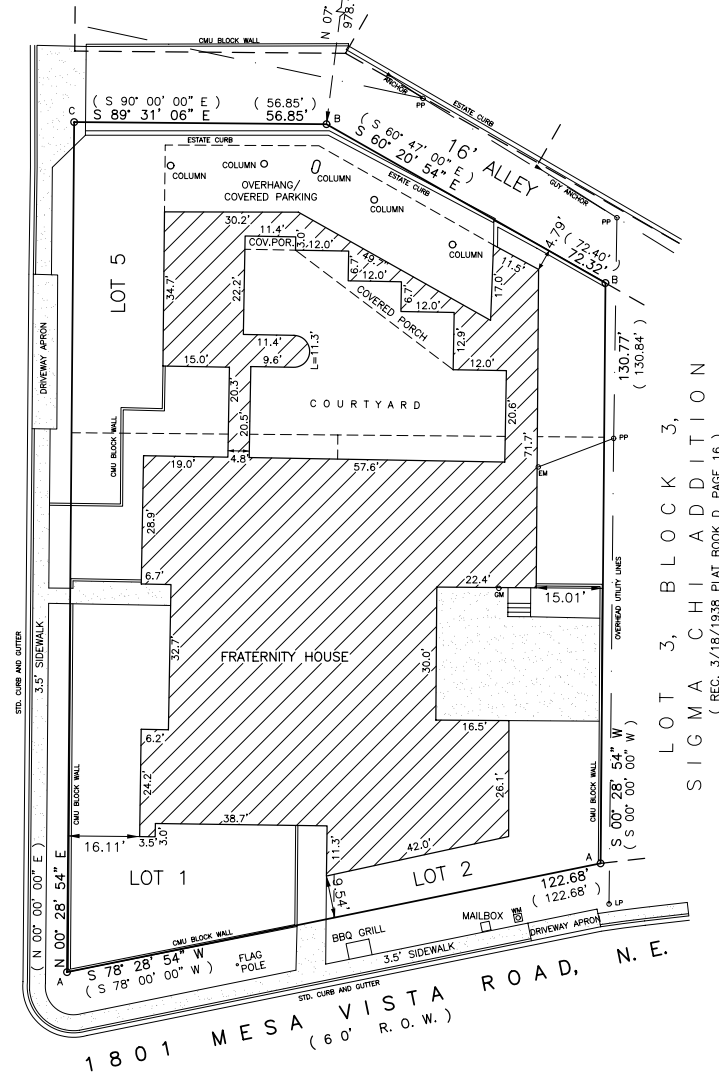 CMU BLOCK WALL
N 07°
978.
ANCHOR
PP
ESTATE CURB
( S 90° 00' 00" E ) ( 56.85' )
S 89° 31' 06" E 56.85'
C
B
( S 60° 47' 00" E )
S 60° 20' 54" E
16' ALLEY
GUY ANCHOR
PP
ESTATE CURB
ESTATE CURB
COLUMN
COLUMN
COLUMN
COLUMN
COLUMN
OVERHANG/
COVERED PARKING
4.79'
( 72.40' )
72.32'
B
LOT 5
30.2'
11.4'
COV.POR.
3.0'
12.0'
49.7'
11.5'
17.0'
6.7'
12.0'
6.7'
12.0'
COVERED PORCH
12.9'
12.0'
34.7'
22.2'
11.4'
9.6'
L=11.3'
15.0'
20.3'
20.5'
COURTYARD
20.6'
71.7'
130.77'
( 130.84' )
DRIVEWAY APRON
CMU BLOCK WALL
19.0'
4.8'
57.6'
PP
EM
28.9'
6.7'
22.4'
GM
15.01'
OVERHEAD UTILITY LINES
LOT 3, BLOCK 3,
SIGMA CHI ADDITION
( REC. 3/18/1938 PLAT BOOK D PAGE 16 )
STD. CURB AND GUTTER
3.5' SIDEWALK
32.7'
FRATERNITY HOUSE
30.0'
16.5'
6.2'
24.2'
26.1'
CMU BLOCK WALL
CMU BLOCK WALL
S 00° 28' 54" W
( S 00° 00' 00" W )
16.11'
3.5'
3.0'
38.7'
11.3'
42.0'
( N 00° 00' 00" E )
N 00° 28' 54" E
LOT 1
LOT 2
A
9.54'
122.68'
( 122.68' )
LP
CMU BLOCK WALL
MAILBOX
WM
DRIVEWAY APRON
BBQ GRILL
3.5' SIDEWALK
FLAG
POLE
A
S 78° 28' 54" W
( S 78° 00' 00" W )
STD. CURB AND GUTTER
1801 MESA VISTA ROAD, N.E.
( 60' R.O.W. )